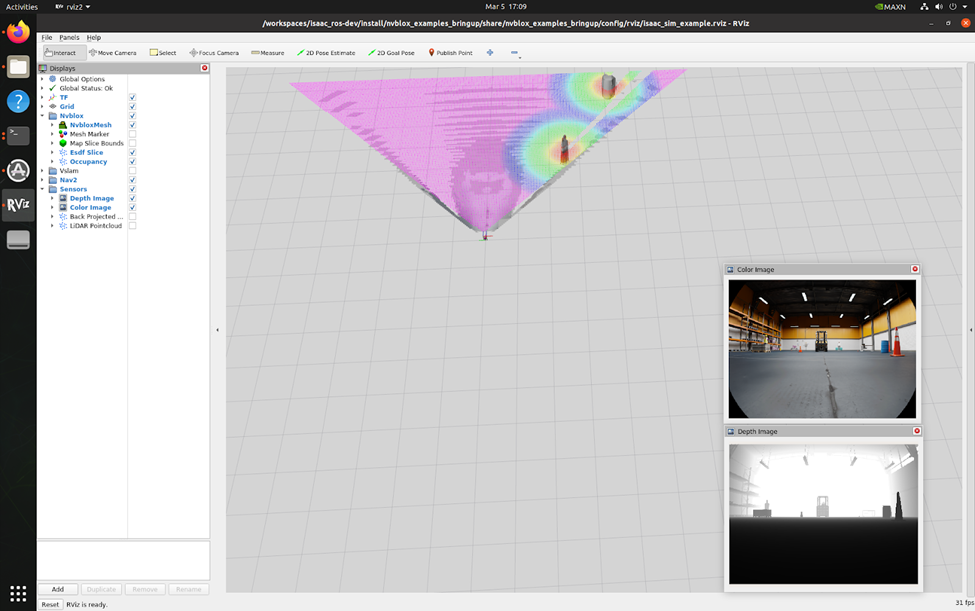 Activities
rviz2
Mar 5 17:09
MAXN
/workspaces/isaac_ros-dev/install/nvblox_examples_bringup/share/nvblox_examples_bringup/config/rviz/isaac_sim_example.rviz - RViz
File Panels Help
Interact Move Camera Select Focus Camera Measure 2D Pose Estimate 2D Goal Pose Publish Point
Displays
Global Options
Global Status: Ok
TF
Grid
Nvblox
NvbloxMesh
Mesh Marker
Map Slice Bounds
Esdf Slice
Occupancy
Vslam
Nav2
Sensors
Depth Image
Color Image
Back Projected ...
LiDAR Pointcloud
RViz
Color Image
Depth Image
Add Duplicate Remove Rename
Reset RViz is ready.
31 fps